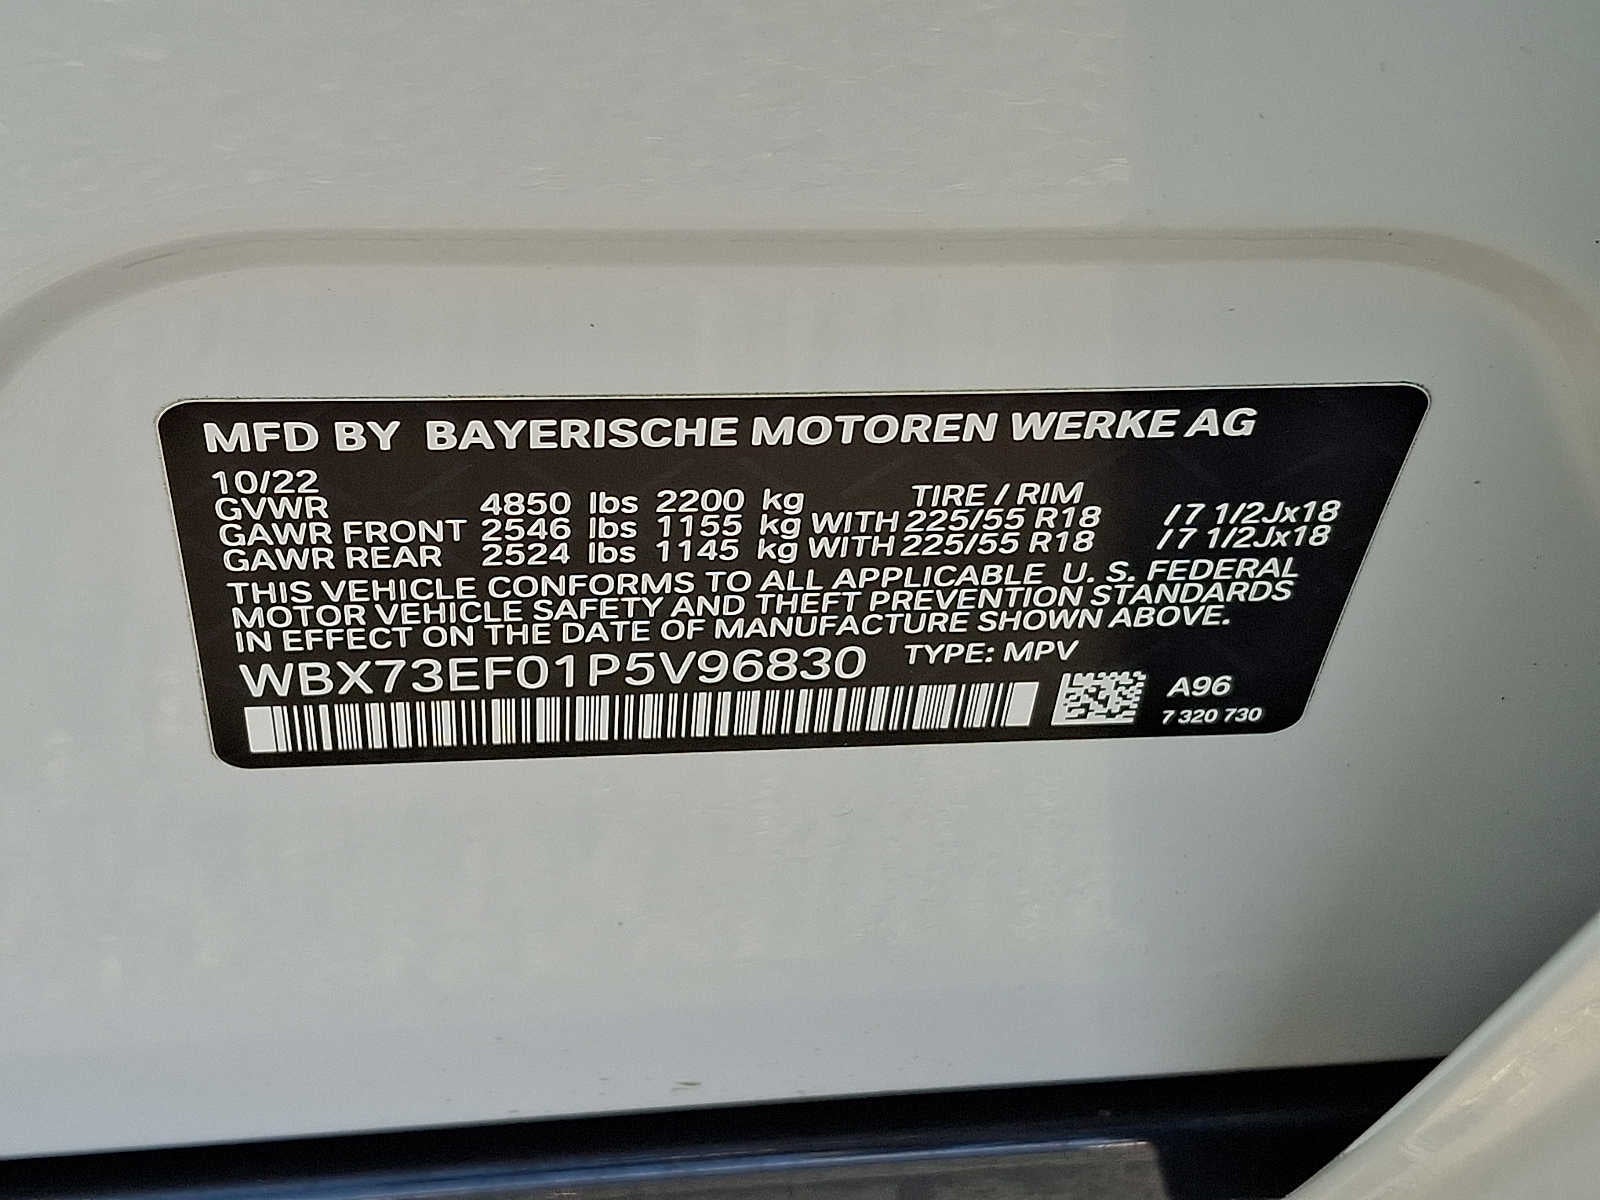 MFD BY BAYERISCHE MOTOREN WERKE AG
10/22
GVWR 4850 lbs 2200 kg TIRE / RIM
GAWR FRONT 2546 lbs 1155 kg WITH 225/55 R18 / 7 1/2Jx18
GAWR REAR 2524 lbs 1145 kg WITH 225/55 R18 / 7 1/2Jx18
THIS VEHICLE CONFORMS TO ALL APPLICABLE U. S. FEDERAL
MOTOR VEHICLE SAFETY AND THEFT PREVENTION STANDARDS
IN EFFECT ON THE DATE OF MANUFACTURE SHOWN ABOVE.
WBX73EF01P5V96830 TYPE: MPV
A96
7 320 730